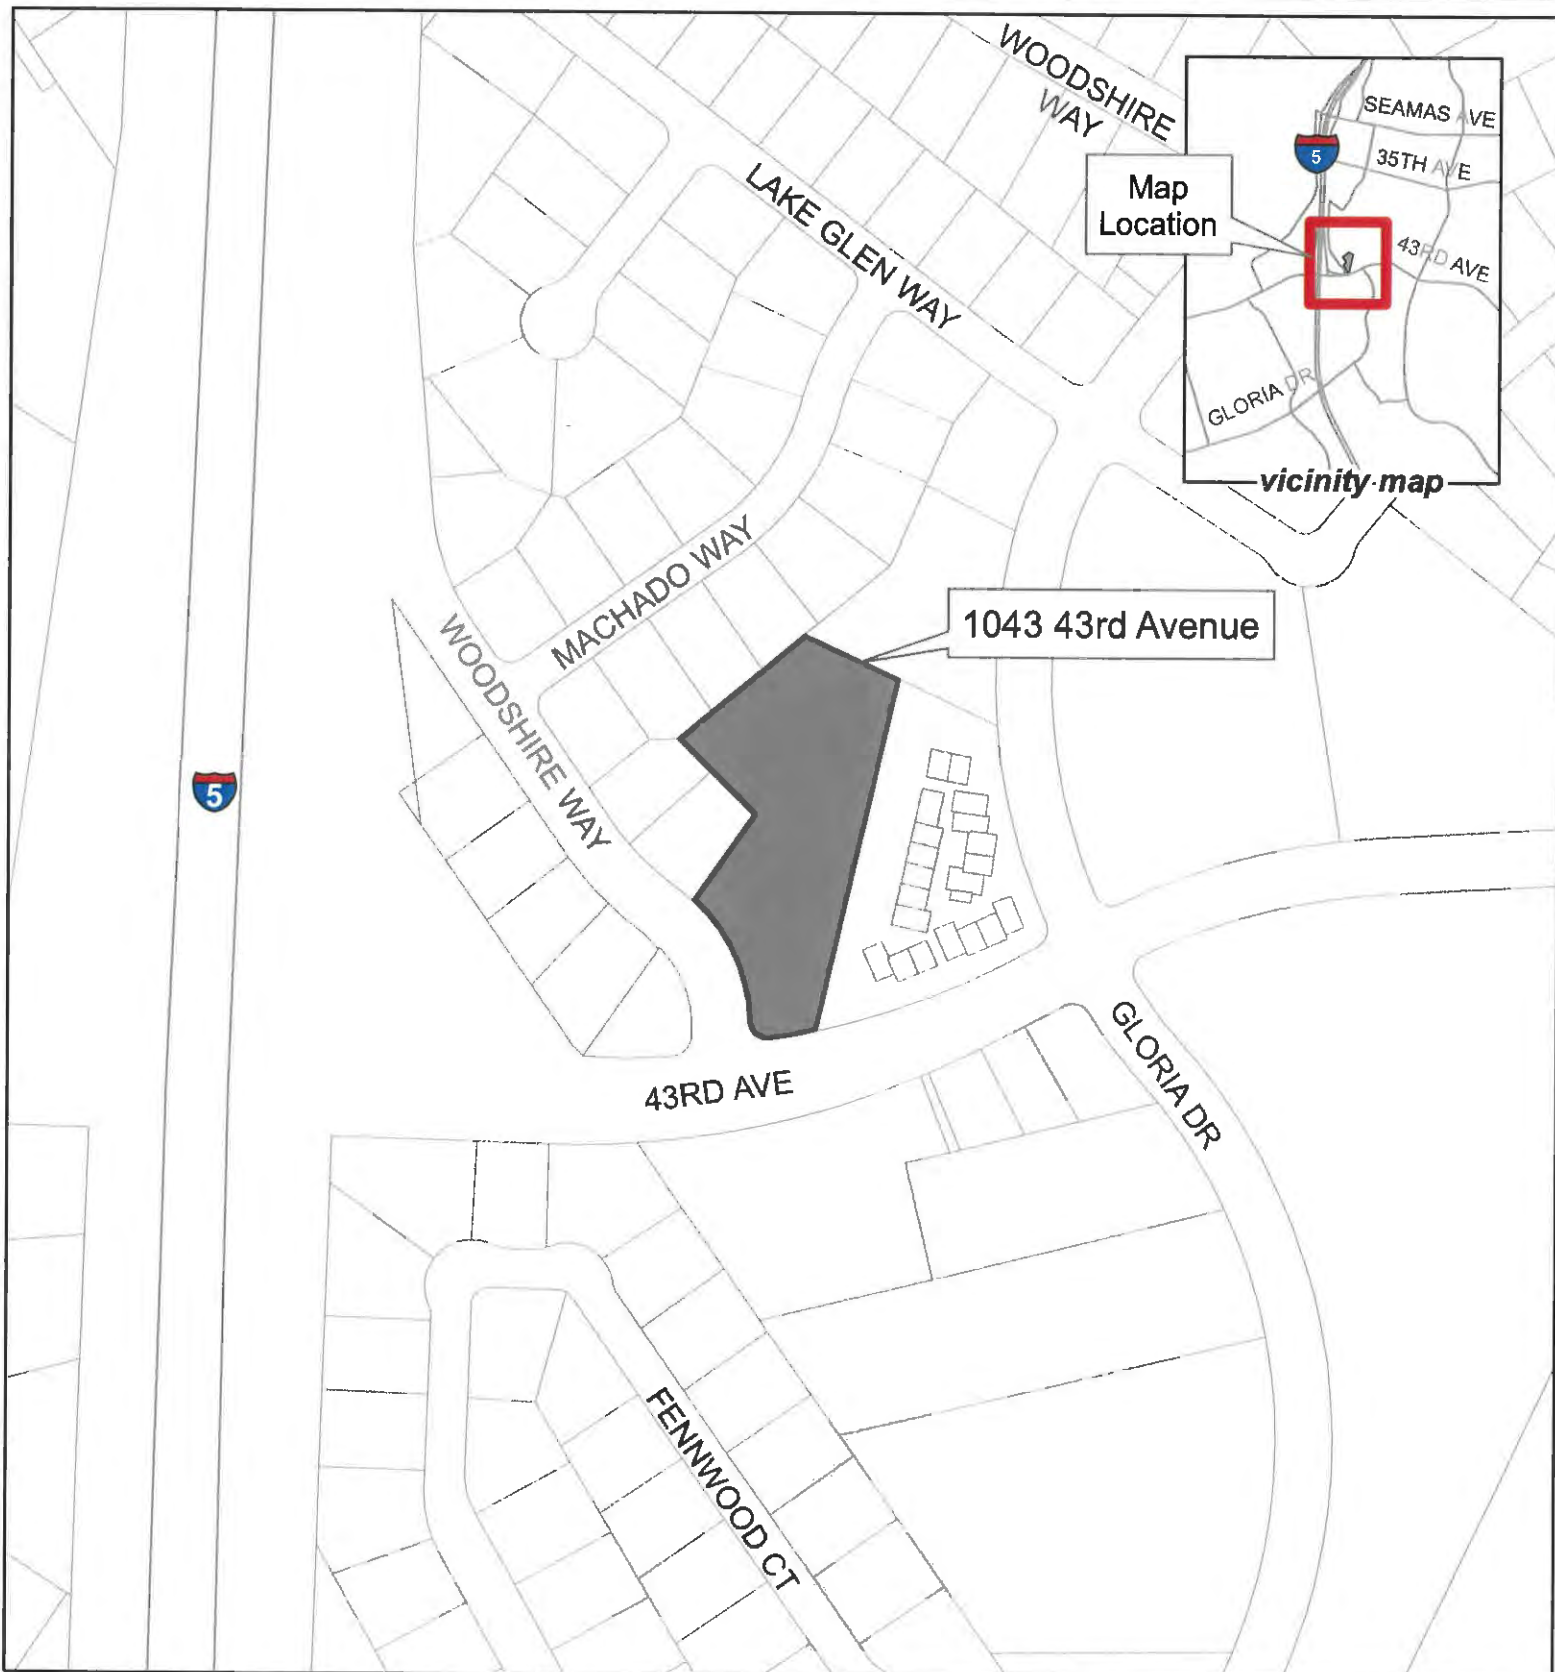 WOODSHIRE
WAY
SEAMAS AVE
5
35TH AVE
Map
Location
43RD AVE
LAKE GLEN WAY
GLORIA DR
vicinity map
MACHADO WAY
1043 43rd Avenue
WOODSHIRE WAY
5
GLORIA DR
43RD AVE
FENNWOOD CT